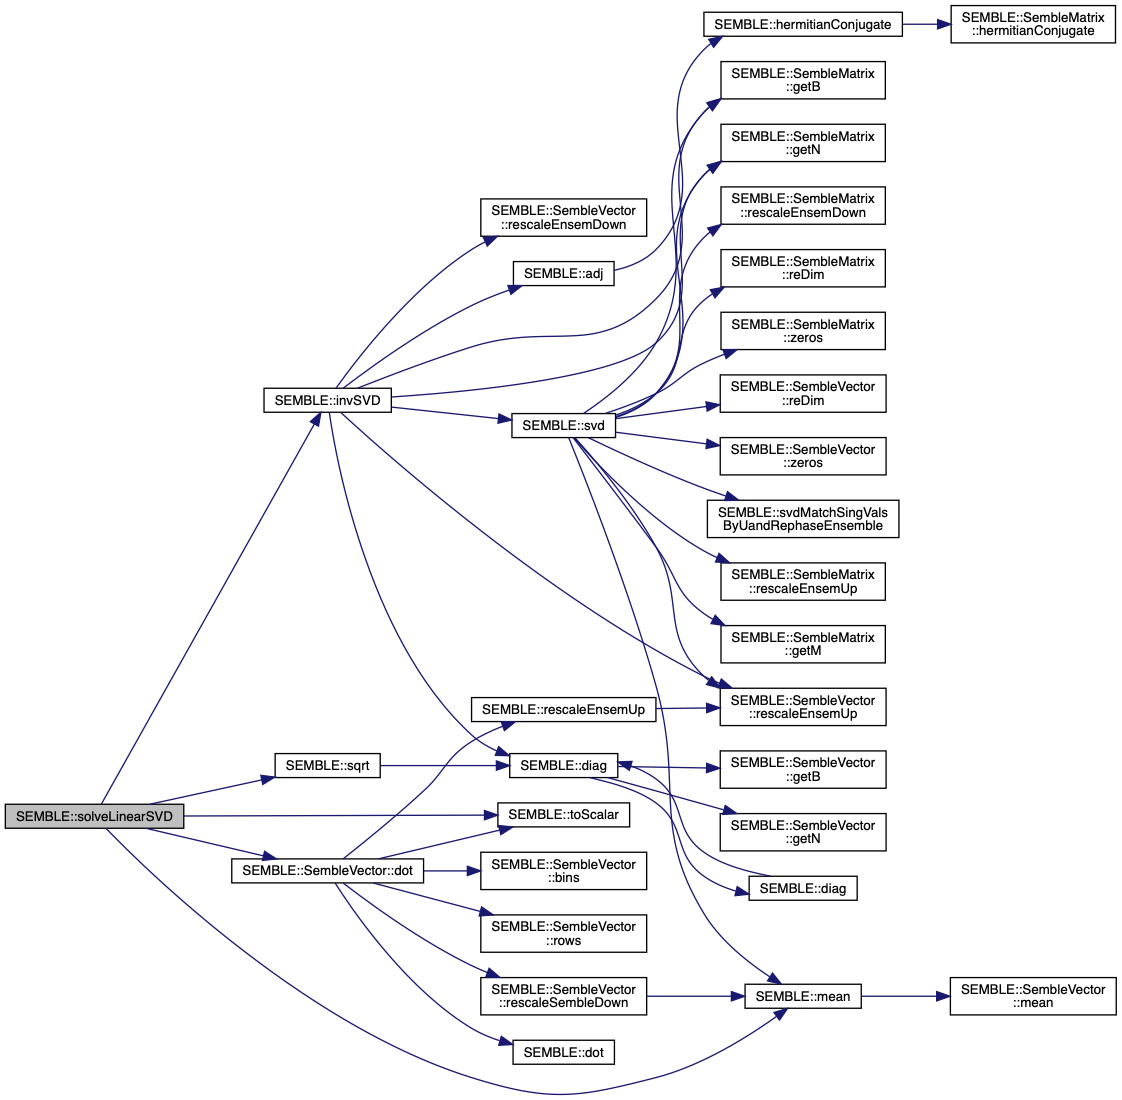 SEMBLE::hermitianConjugate
SEMBLE::SembleMatrix
::hermitianConjugate
SEMBLE::SembleMatrix
::getB
SEMBLE::SembleMatrix
::getN
SEMBLE::SembleMatrix
::rescaleEnsemDown
SEMBLE::SembleVector
::rescaleEnsemDown
SEMBLE::adj
SEMBLE::SembleMatrix
::reDim
SEMBLE::SembleMatrix
::zeros
SEMBLE::invSVD
SEMBLE::SembleVector
::reDim
SEMBLE::svd
SEMBLE::SembleVector
::zeros
SEMBLE::svdMatchSingVals
ByUandRephaseEnsemble
SEMBLE::SembleMatrix
::rescaleEnsemUp
SEMBLE::SembleMatrix
::getM
SEMBLE::rescaleEnsemUp
SEMBLE::SembleVector
::rescaleEnsemUp
SEMBLE::sqrt
SEMBLE::diag
SEMBLE::SembleVector
::getB
SEMBLE::solveLinearSVD
SEMBLE::toScalar
SEMBLE::SembleVector
::getN
SEMBLE::SembleVector::dot
SEMBLE::SembleVector
::bins
SEMBLE::diag
SEMBLE::SembleVector
::rows
SEMBLE::SembleVector
::rescaleSembleDown
SEMBLE::mean
SEMBLE::SembleVector
::mean
SEMBLE::dot